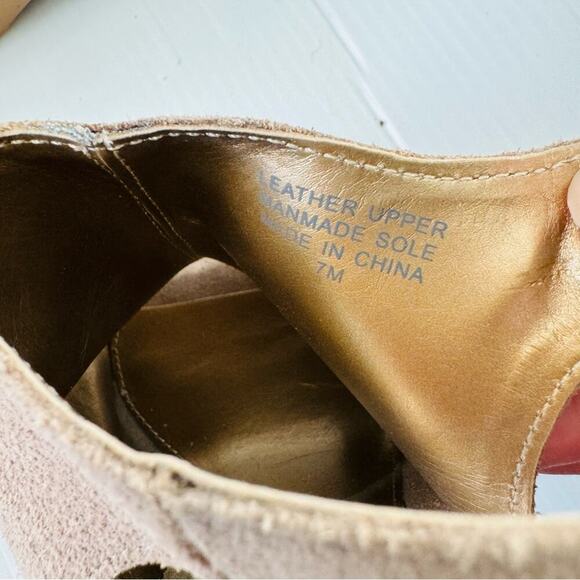 LEATHER UPPER
MANMADE SOLE
MADE IN CHINA
7M